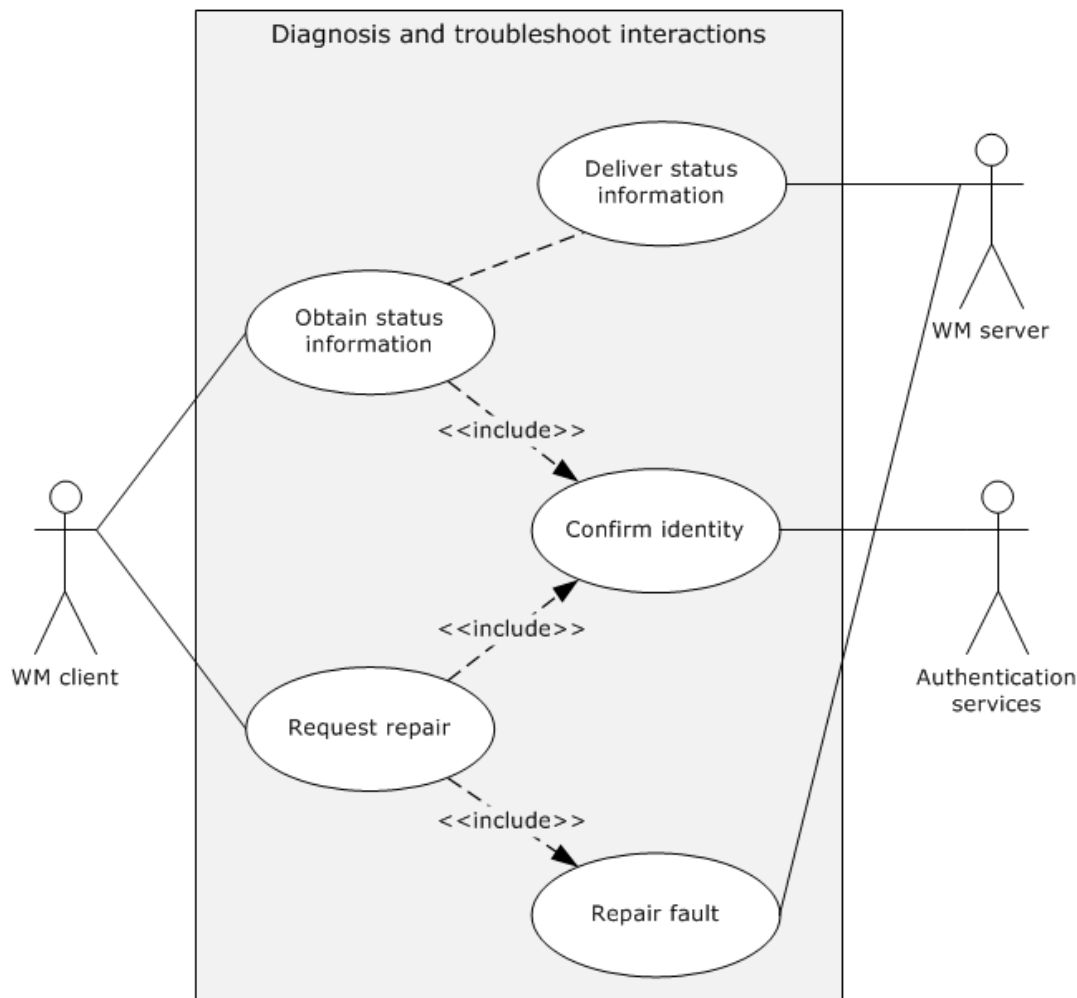 Diagnosis and troubleshoot interactions
Deliver status
information
WM server
Obtain status
information
<<include>>
Confirm identity
WM client
Authentication
services
<<include>>
Request repair
<<include>>
Repair fault